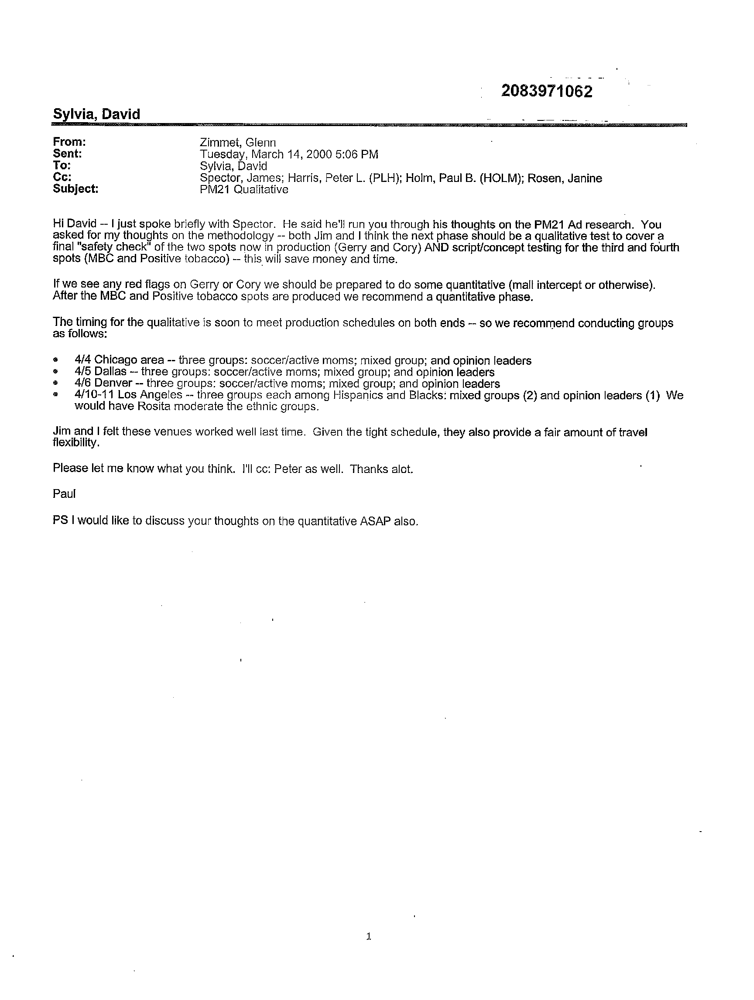 2083971062
Sylvia, David
From: Zimmet, Glenn
Sent: Tuesday, March 14, 2000 5:06 PM
To: Sylvia, David
Cc: Spector, James; Harris, Peter L. (PLH); Holm, Paul B. (HOLM); Rosen, Janine
Subject: PM21 Qualitative
Hi David -- I just spoke briefly with Spector. He said he'll run you through his thoughts on the PM21 Ad research. You
asked for my thoughts on the methodology -- both Jim and I think the next phase should be a qualitative test to cover a
final "safety check" of the two spots now in production (Gerry and Cory) AND script/concept testing for the third and fourth
spots (MBC and Positive tobacco) -- this will save money and time.
If we see any red flags on Gerry or Cory we should be prepared to do some quantitative (mall intercept or otherwise).
After the MBC and Positive tobacco spots are produced we recommend a quantitative phase.
The timing for the qualitative is soon to meet production schedules on both ends -- so we recommend conducting groups
as follows:
• 4/4 Chicago area -- three groups: soccer/active moms; mixed group; and opinion leaders
• 4/5 Dallas -- three groups: soccer/active moms; mixed group; and opinion leaders
• 4/6 Denver -- three groups: soccer/active moms; mixed group; and opinion leaders
• 4/10-11 Los Angeles -- three groups each among Hispanics and Blacks: mixed groups (2) and opinion leaders (1) We
would have Rosita moderate the ethnic groups.
Jim and I felt these venues worked well last time. Given the tight schedule, they also provide a fair amount of travel
flexibility.
Please let me know what you think. I'll cc: Peter as well. Thanks alot.
Paul
PS I would like to discuss your thoughts on the quantitative ASAP also.
1